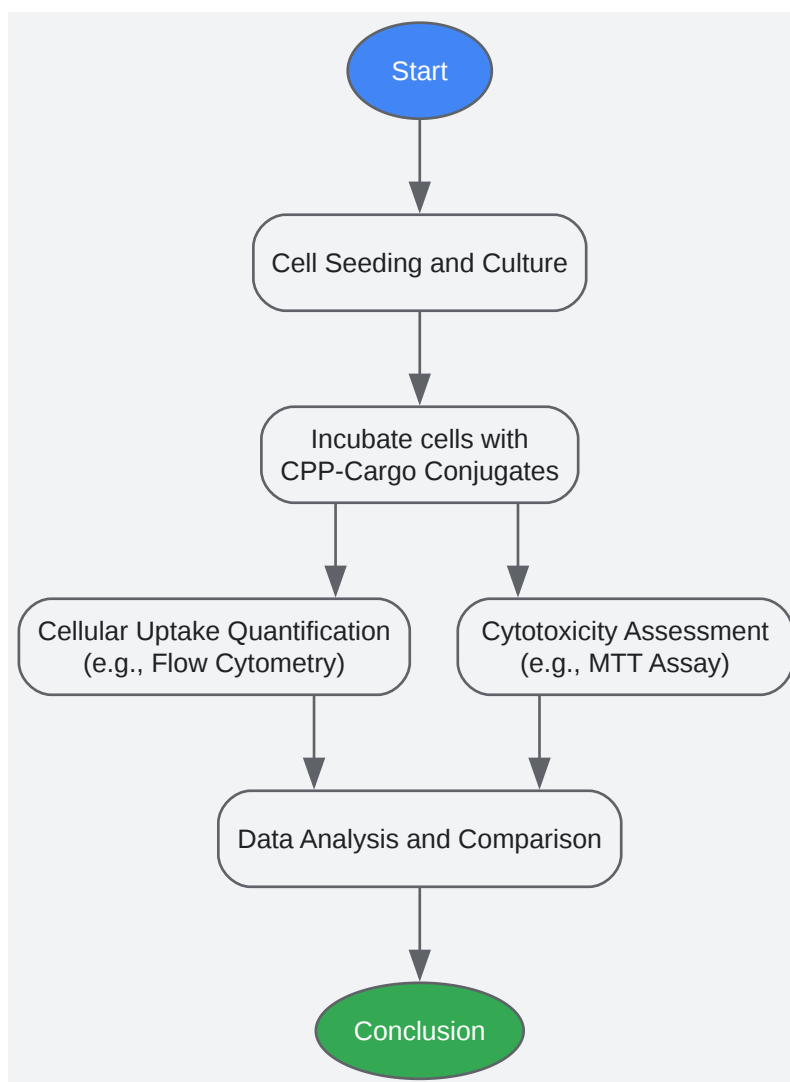 Start
Cell Seeding and Culture
Incubate cells with
CPP-Cargo Conjugates
Cellular Uptake Quantification
(e.g., Flow Cytometry)
Cytotoxicity Assessment
(e.g., MTT Assay)
Data Analysis and Comparison
Conclusion